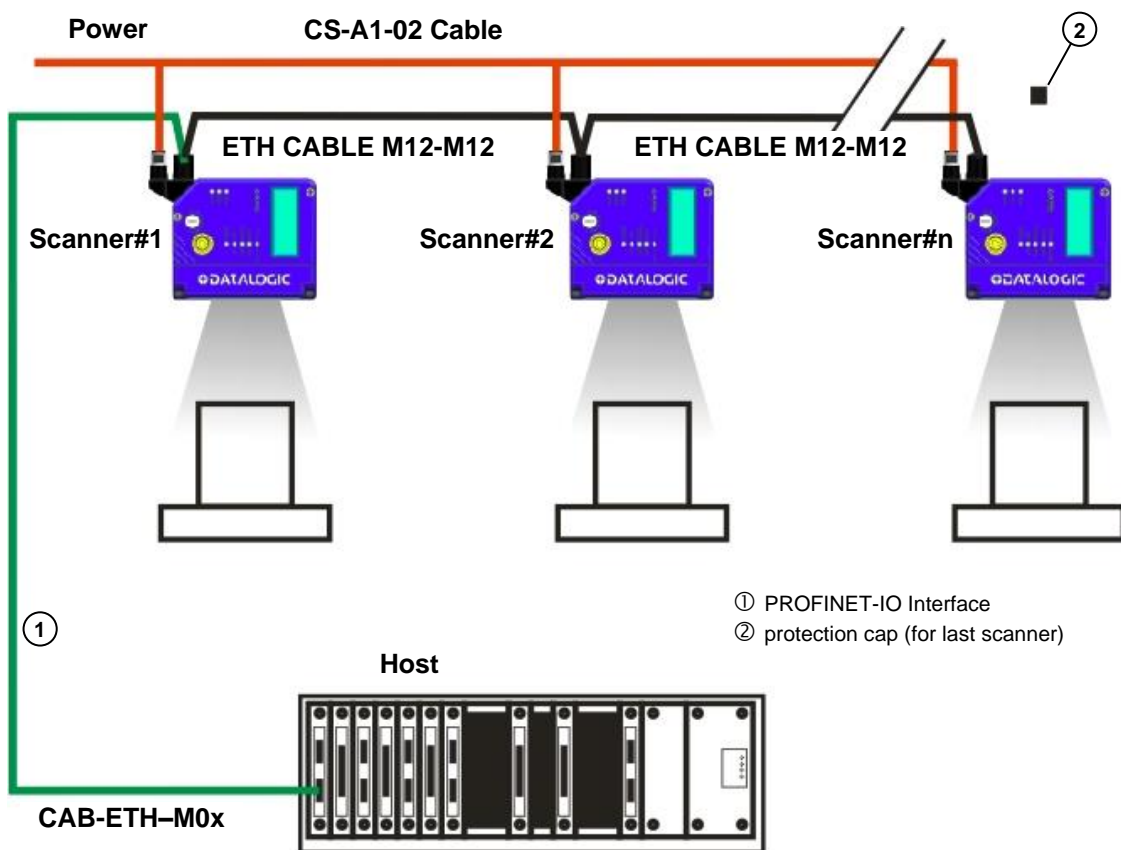 Power
CS-A1-02 Cable
2
ETH CABLE M12-M12
ETH CABLE M12-M12
Scanner#1
Scanner#2
Scanner#n
DATALOGIC
DATALOGIC
DATALOGIC
① PROFINET-IO Interface
② protection cap (for last scanner)
1
Host
CAB-ETH–M0x